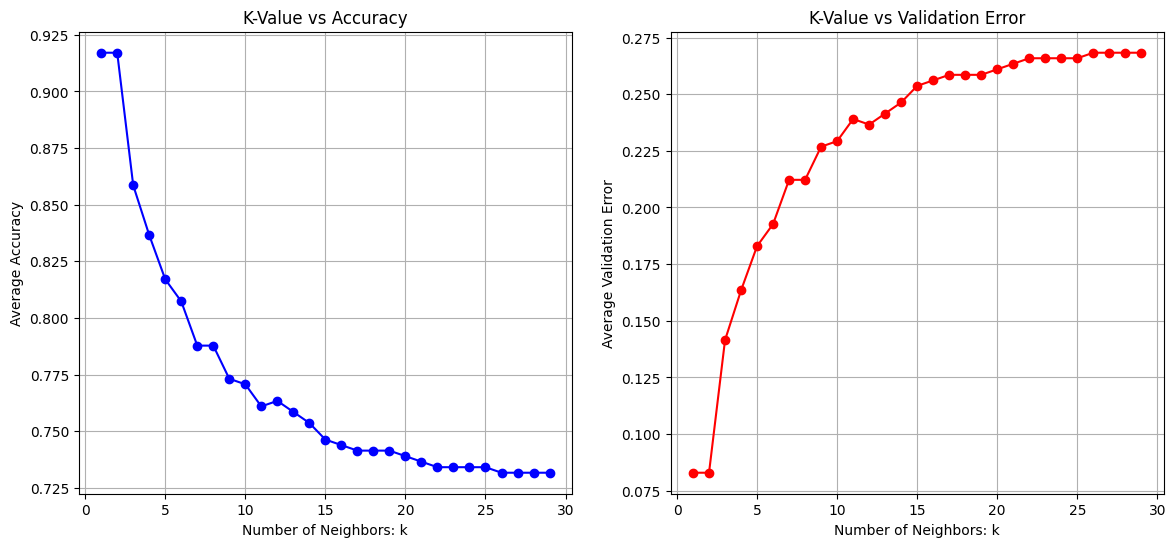 K-Value vs Accuracy
Average Accuracy
0.925
0.900
0.875
0.850
0.825
0.800
0.775
0.750
0.725
0 5 10 15 20 25 30
Number of Neighbors: k
K-Value vs Validation Error
Average Validation Error
0.275
0.250
0.225
0.200
0.175
0.150
0.125
0.100
0.075
0 5 10 15 20 25 30
Number of Neighbors: k